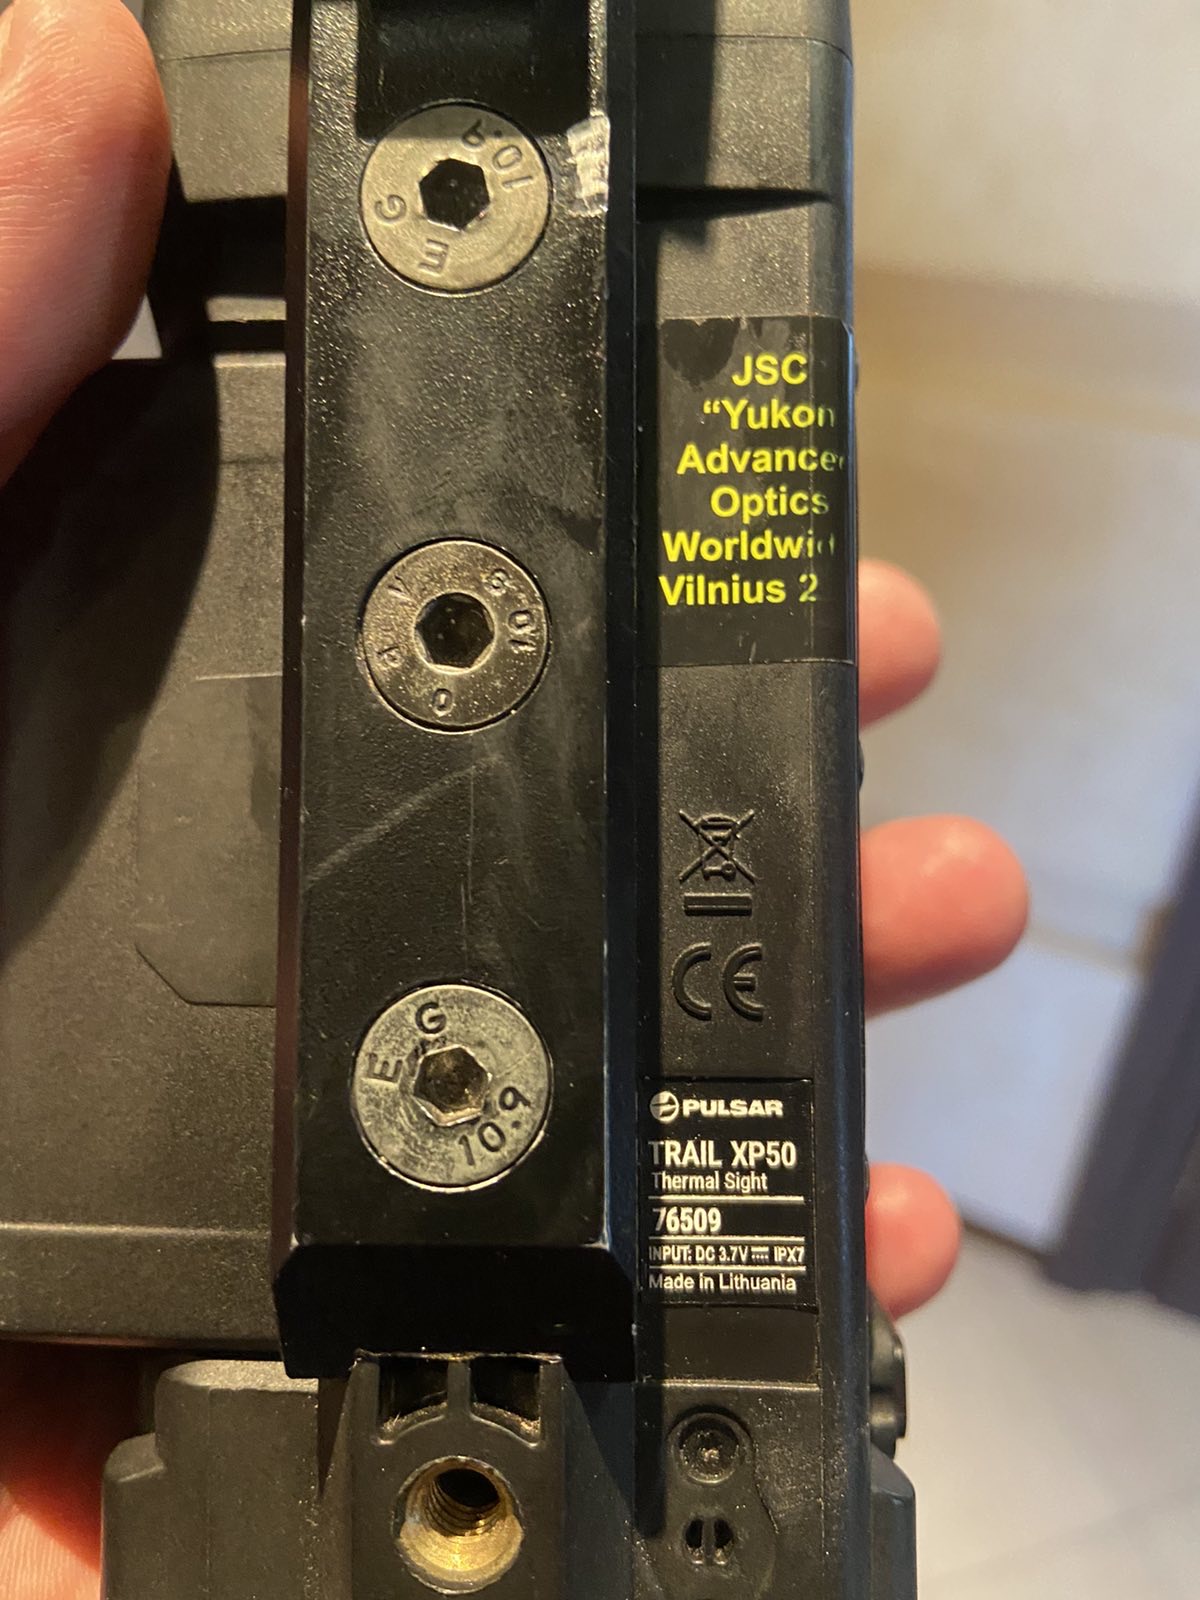 10.9
E G
JSC
“Yukon
Advance
Optics
Worldwi
Vilnius 2
10.9
CE
G
E
10.9
PULSAR
TRAIL XP50
Thermal Sight
76509
INPUT: DC 3.7V ⎓ IPX7
Made in Lithuania